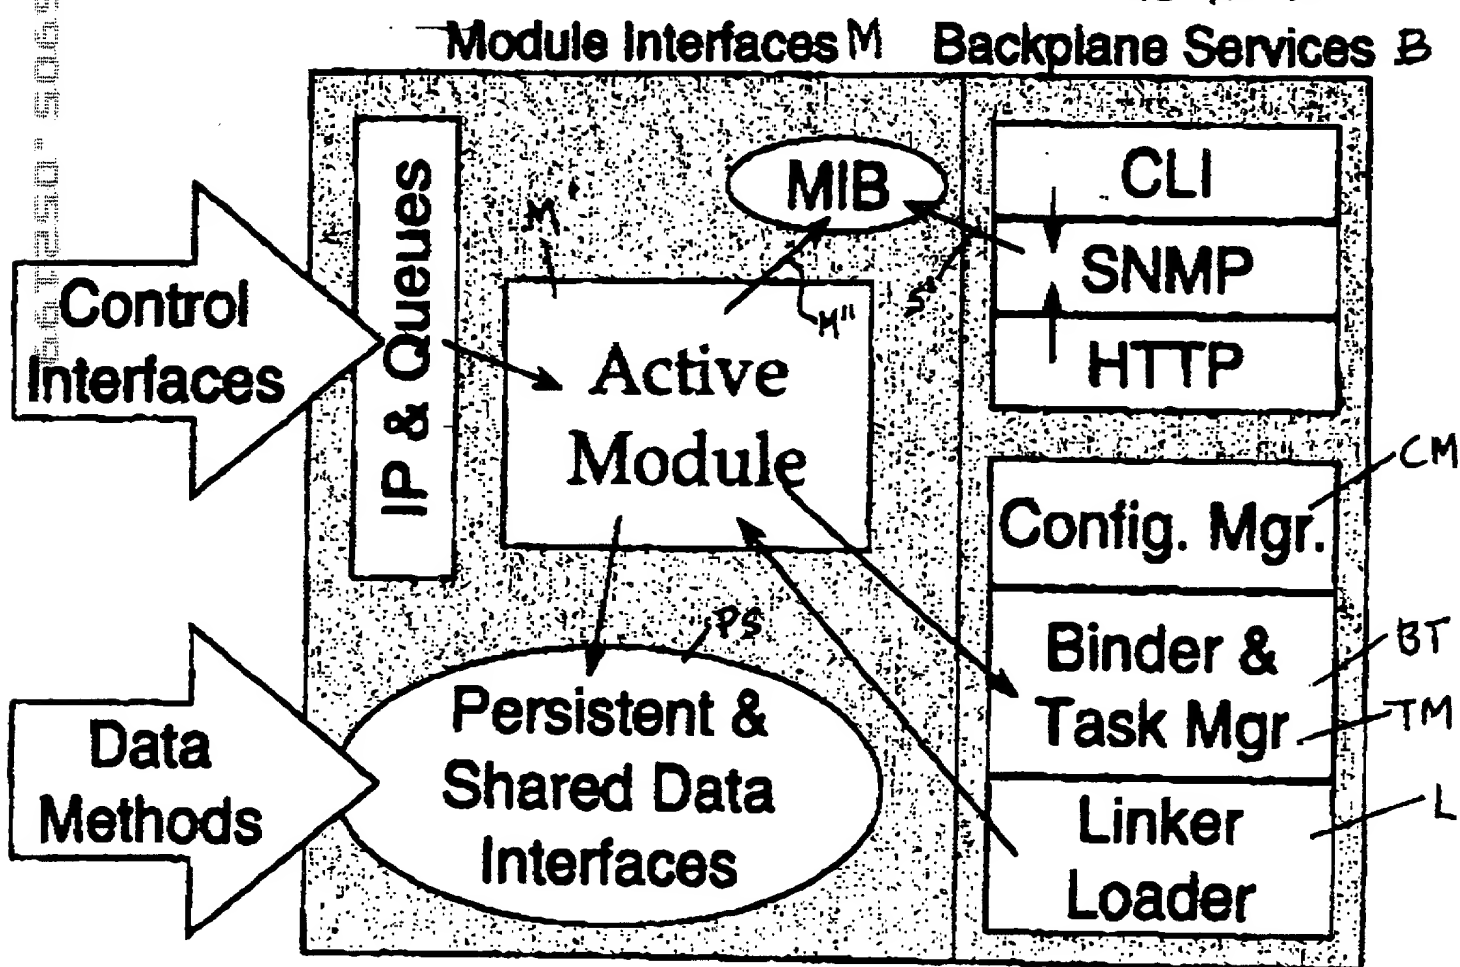 Module Interfaces M
Backplane Services B
Control
Interfaces
IP & Queues
M'
MIB
M"
S'
Active
Module
CLI
SNMP
HTTP
Config. Mgr.
CM
Binder &
Task Mgr
BT
TM
Linker
Loader
L
Data
Methods
PS
Persistent &
Shared Data
Interfaces